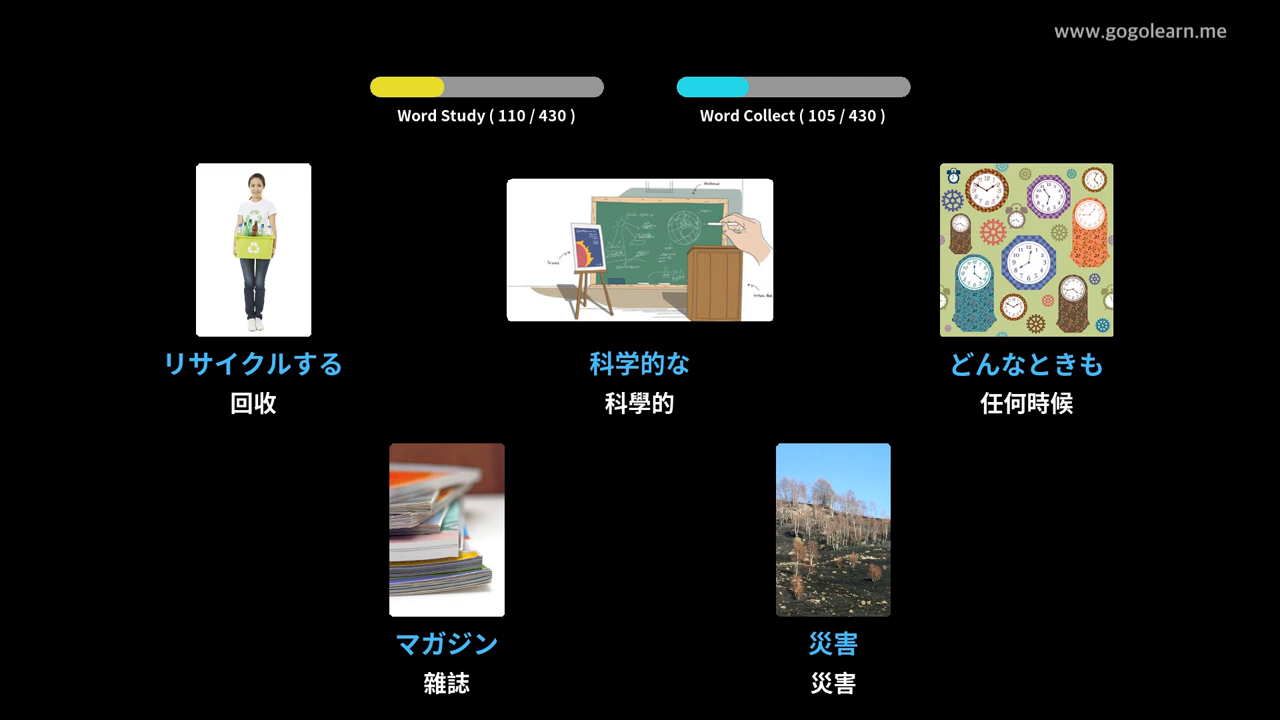 www.gogolearn.me
Word Study ( 110 / 430 )
Word Collect ( 105 / 430 )
リサイクルする
回收
科学的な
科學的
どんなときも
任何時候
マガジン
雜誌
災害
災害